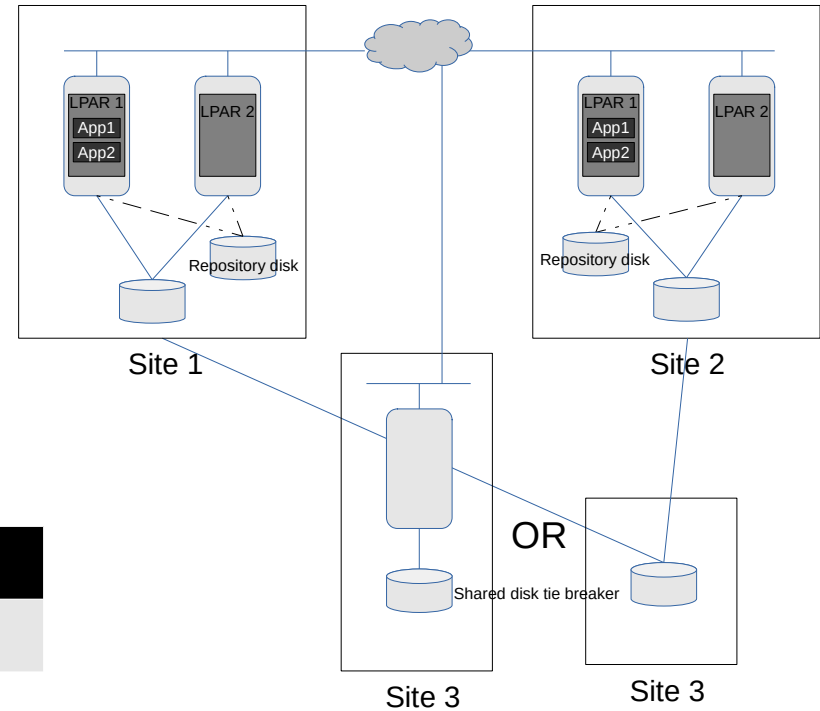 LPAR 1
App1
App2
LPAR 2
Repository disk
Site 1
LPAR 1
App1
App2
LPAR 2
Repository disk
Site 2
OR
Shared disk tie breaker
Site 3
Site 3